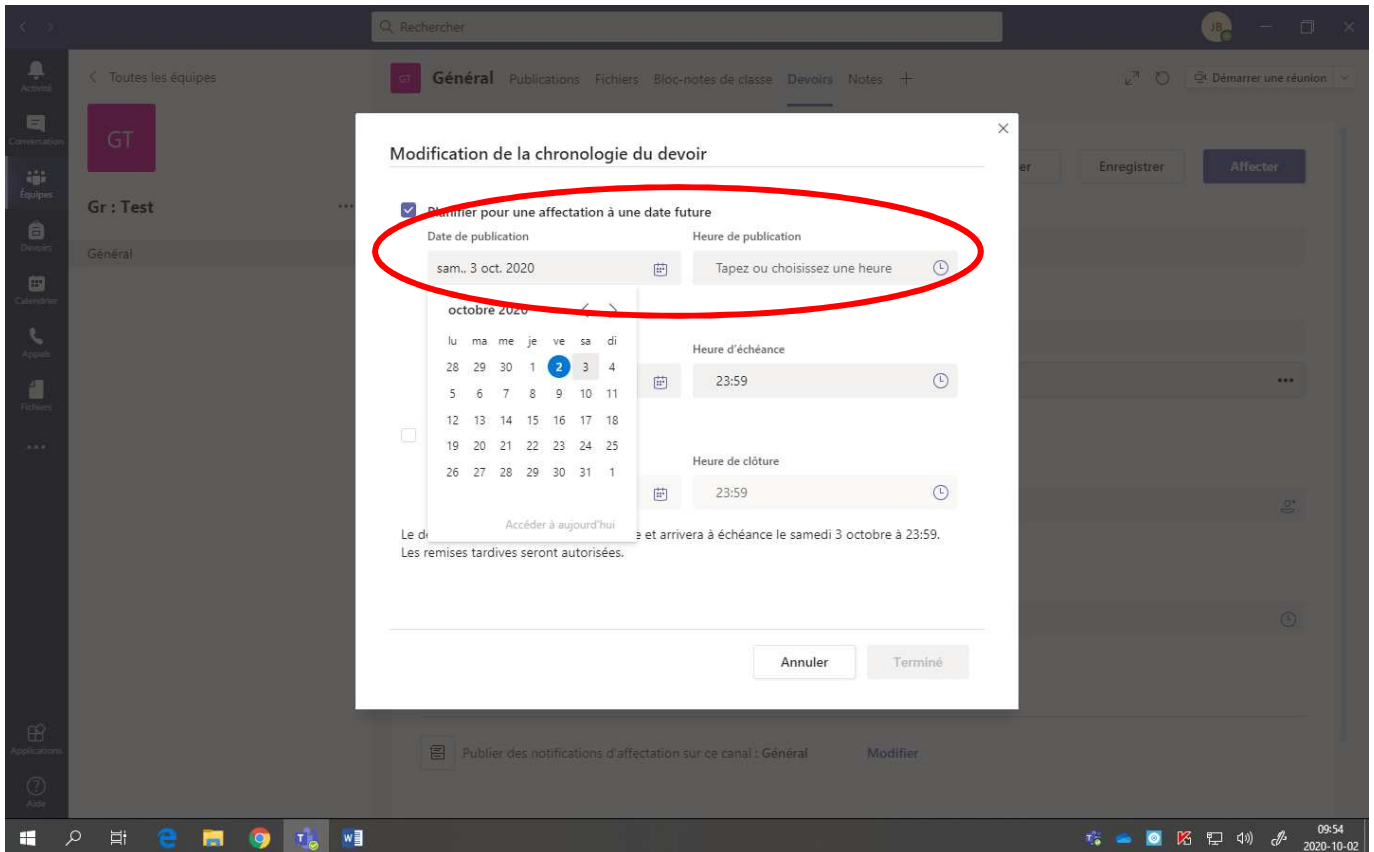 Rechercher
JB
Activité
Toutes les équipes
GT
Général Publications Fichiers Bloc-notes de classe Devoirs Notes +
Démarrer une réunion
Conversation
GT
Équipes
Gr : Test
...
Devoirs
Général
Calendrier
Appels
Fichiers
...
Modification de la chronologie du devoir
er
Enregistrer
Affecter
Planifier pour une affectation à une date future
Date de publication
Heure de publication
sam.. 3 oct. 2020
Tapez ou choisissez une heure
octobre 2020
lu ma me je ve sa di
28 29 30 1 2 3 4
5 6 7 8 9 10 11
12 13 14 15 16 17 18
19 20 21 22 23 24 25
26 27 28 29 30 31 1
Accéder à aujourd'hui
Heure d'échéance
23:59
...
Heure de clôture
23:59
Le d e et arrivera à échéance le samedi 3 octobre à 23:59.
Les remises tardives seront autorisées.
Annuler
Terminé
Publier des notifications d'affectation sur ce canal : Général
Modifier
Applications
Aide
09:54
2020-10-02